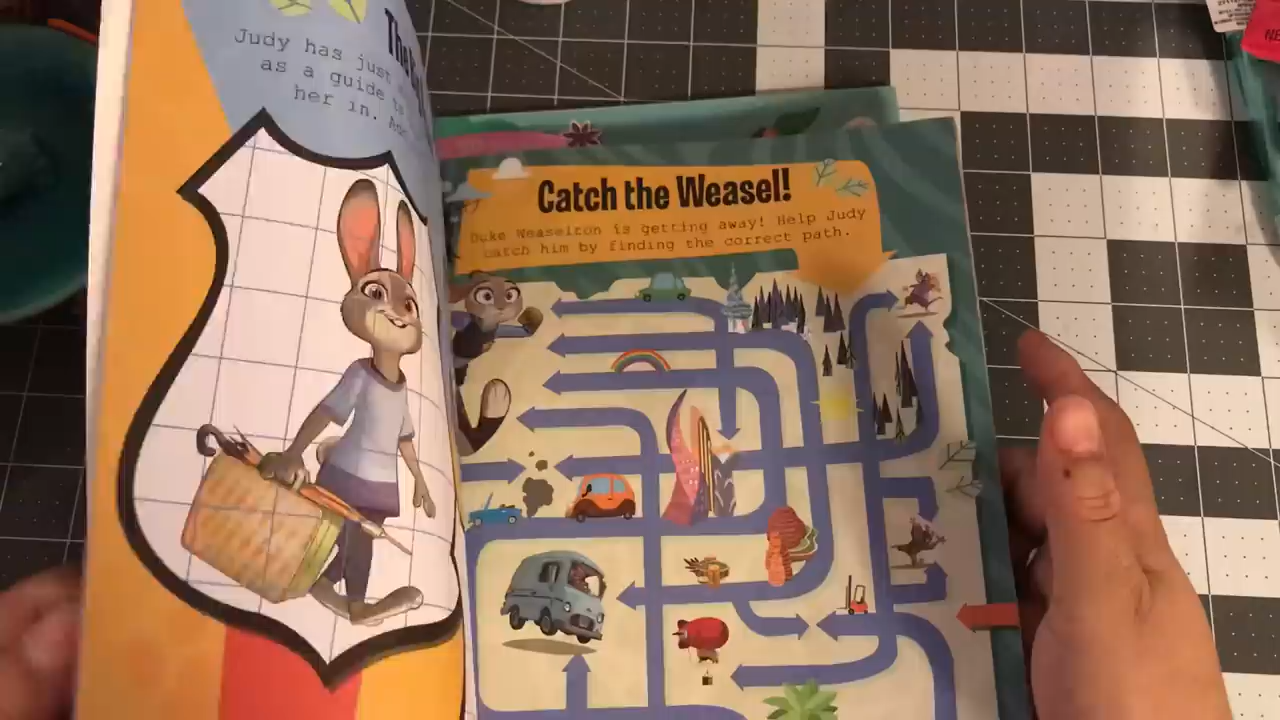 The
Judy has just
as a guide
her in.
Catch the Weasel!
Duke Weaselton is getting away! Help Judy
catch him by finding the correct path.